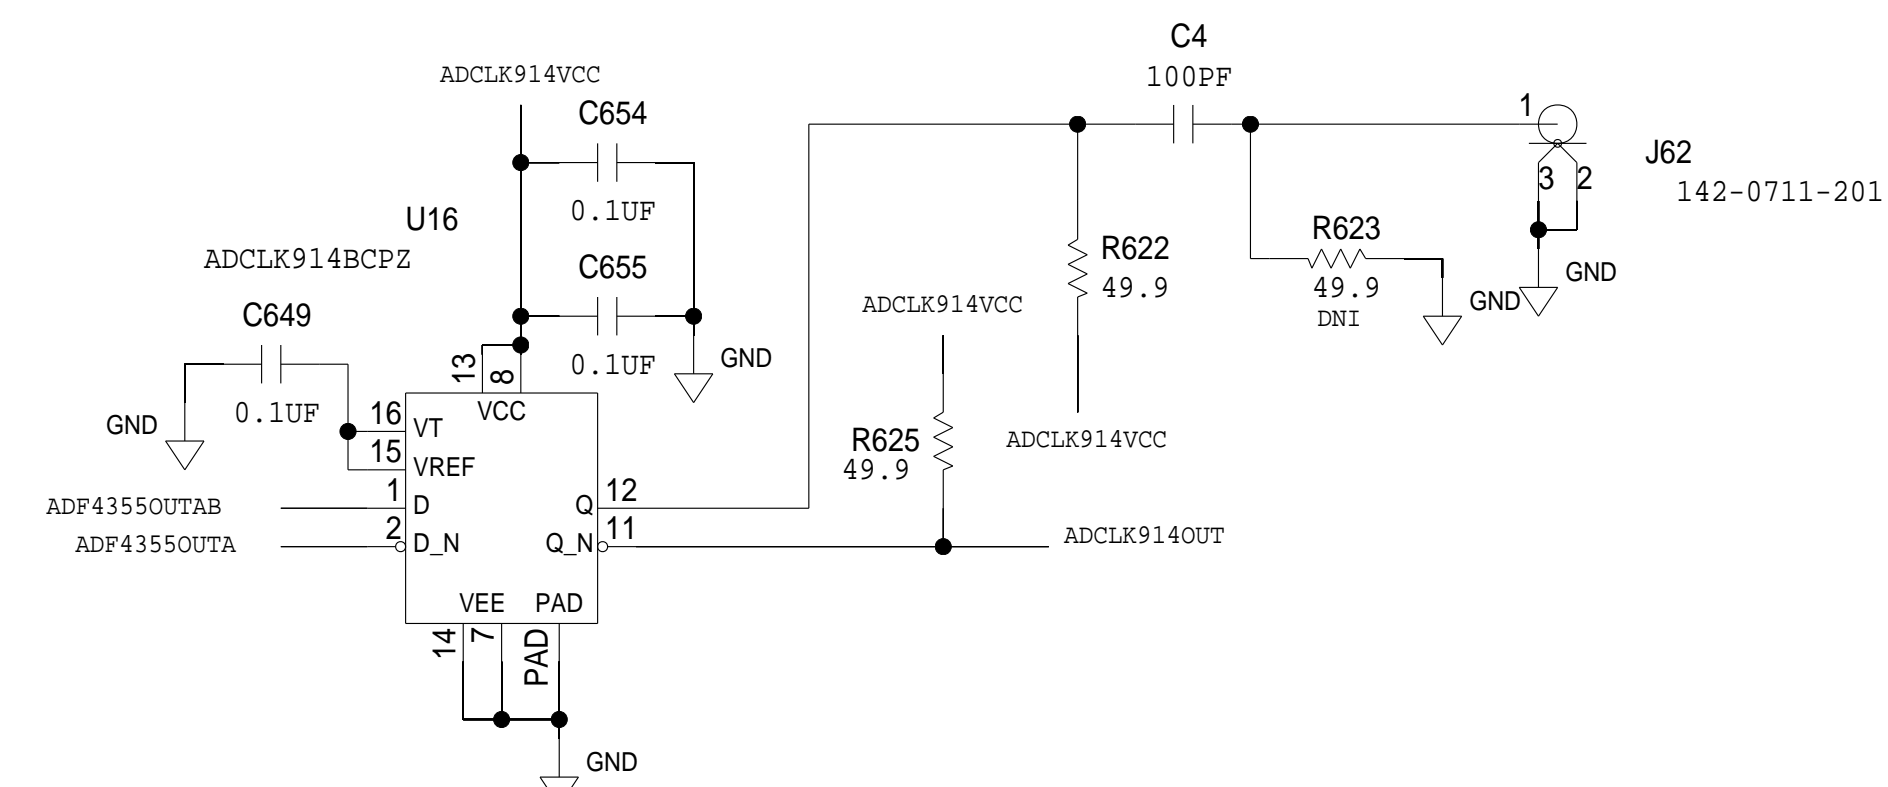 C4
100PF
ADCLK914VCC
C654
0.1UF
1
J62
142-0711-201
3
2
U16
ADCLK914BCPZ
R622
49.9
R623
49.9
DNI
GND
GND
C655
0.1UF
ADCLK914VCC
C649
0.1UF
GND
GND
13
8
VCC
16
VT
15
VREF
R625
49.9
ADCLK914VCC
ADF4355OUTAB
1
D
Q
12
ADF4355OUTA
2
D_N
Q_N
11
ADCLK914OUT
VEE
PAD
14
7
PAD
GND